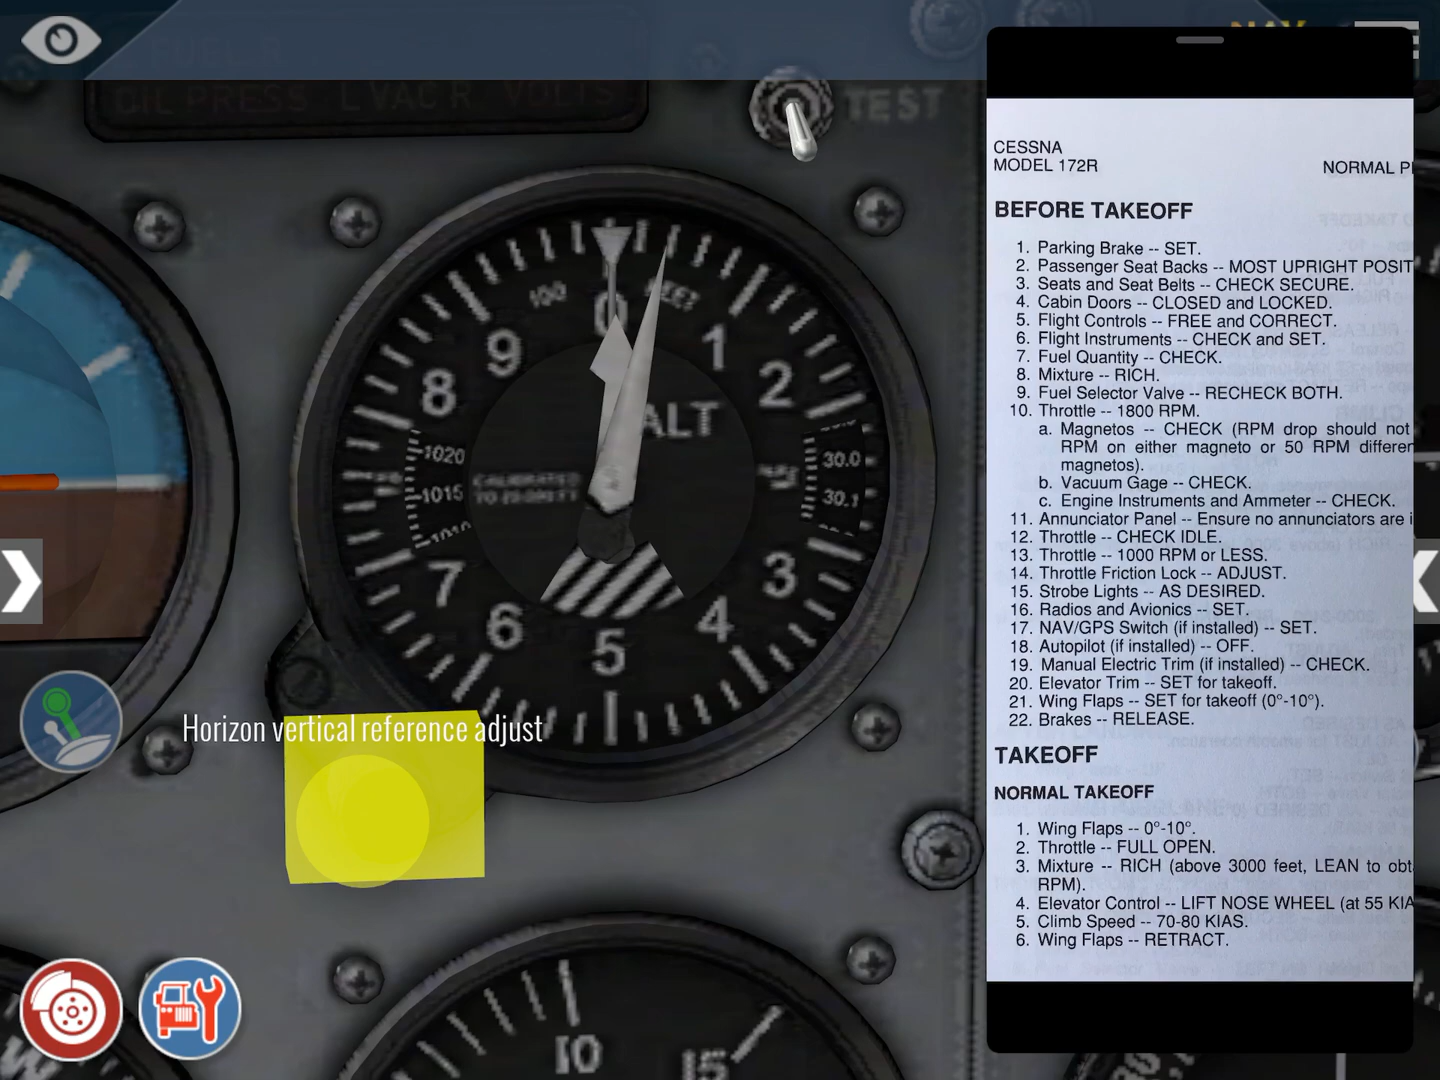 FUEL R
OIL PRESS L VAC R VOLTS
TEST
NAV
100
FEET
0
1
2
3
4
5
6
7
8
9
ALT
1020
1015
1010
CALIBRATED
TO 20,000 FT
30.0
30.1
Horizon vertical reference adjust
10
15
CESSNA
MODEL 172R
NORMAL P
BEFORE TAKEOFF
1. Parking Brake -- SET.
2. Passenger Seat Backs -- MOST UPRIGHT POSIT
3. Seats and Seat Belts -- CHECK SECURE.
4. Cabin Doors -- CLOSED and LOCKED.
5. Flight Controls -- FREE and CORRECT.
6. Flight Instruments -- CHECK and SET.
7. Fuel Quantity -- CHECK.
8. Mixture -- RICH.
9. Fuel Selector Valve -- RECHECK BOTH.
10. Throttle -- 1800 RPM.
a. Magnetos -- CHECK (RPM drop should not
RPM on either magneto or 50 RPM differen
magnetos).
b. Vacuum Gage -- CHECK.
c. Engine Instruments and Ammeter -- CHECK.
11. Annunciator Panel -- Ensure no annunciators are i
12. Throttle -- CHECK IDLE.
13. Throttle -- 1000 RPM or LESS.
14. Throttle Friction Lock -- ADJUST.
15. Strobe Lights -- AS DESIRED.
16. Radios and Avionics -- SET.
17. NAV/GPS Switch (if installed) -- SET.
18. Autopilot (if installed) -- OFF.
19. Manual Electric Trim (if installed) -- CHECK.
20. Elevator Trim -- SET for takeoff.
21. Wing Flaps -- SET for takeoff (0°-10°).
22. Brakes -- RELEASE.
TAKEOFF
NORMAL TAKEOFF
1. Wing Flaps -- 0°-10°.
2. Throttle -- FULL OPEN.
3. Mixture -- RICH (above 3000 feet, LEAN to obt
RPM).
4. Elevator Control -- LIFT NOSE WHEEL (at 55 KIA
5. Climb Speed -- 70-80 KIAS.
6. Wing Flaps -- RETRACT.